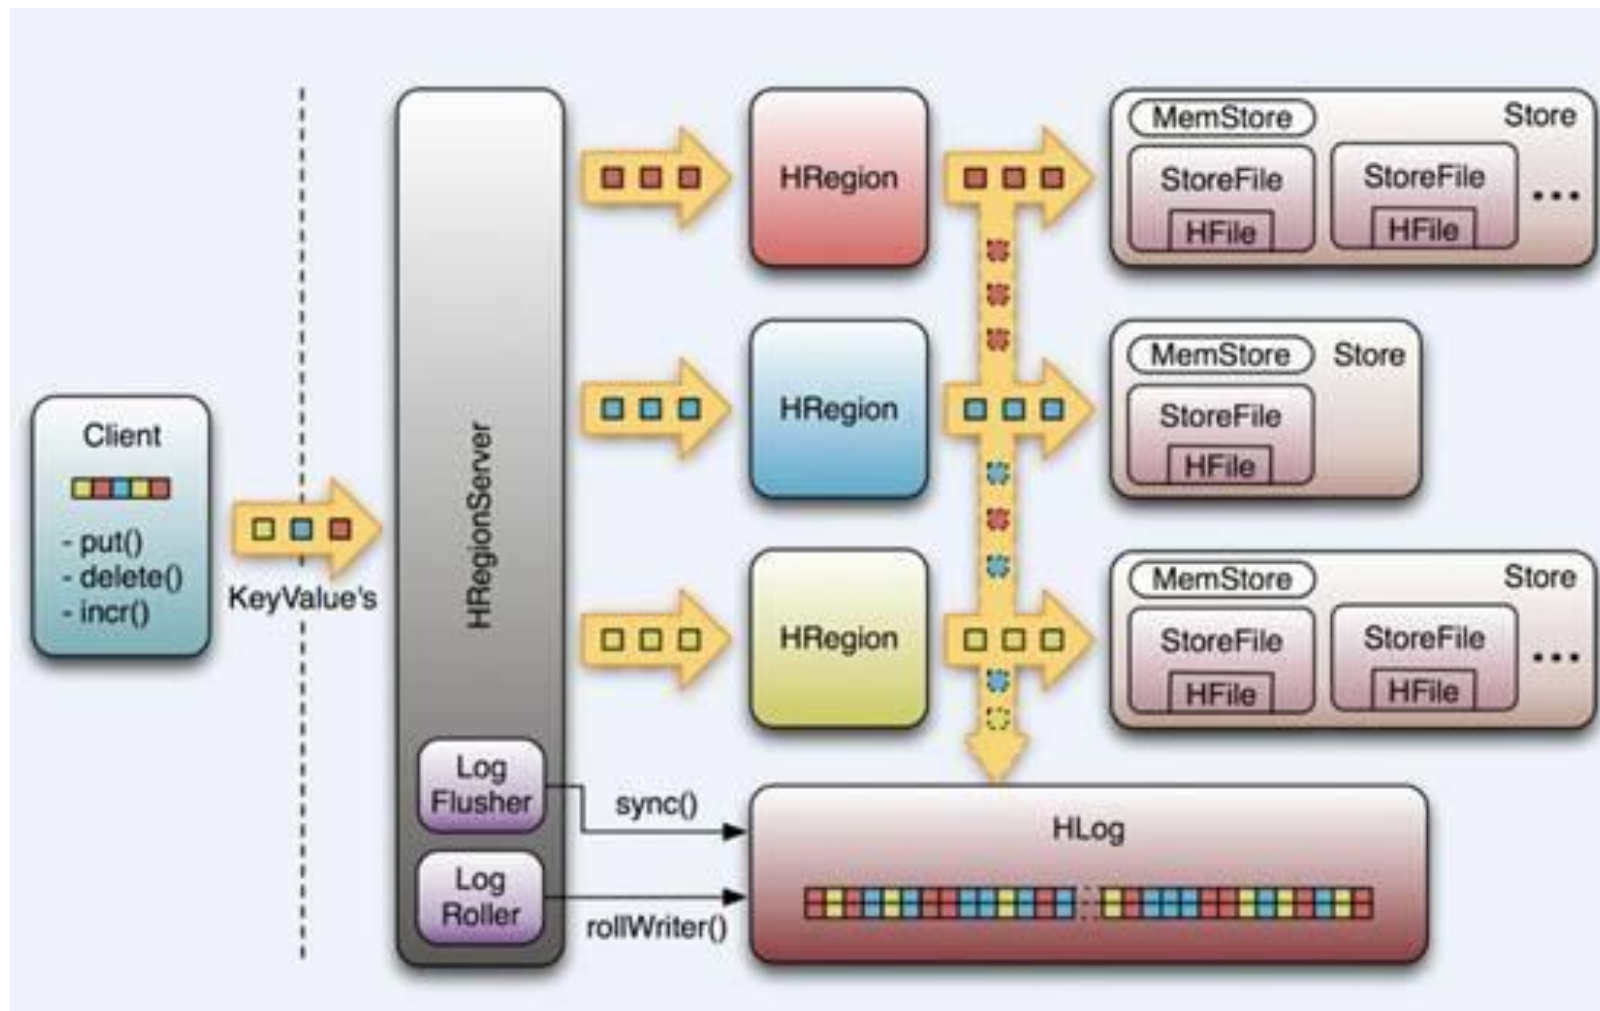 Client
- put()
- delete()
- incr()
KeyValue's
HRegionServer
Log
Flusher
Log
Roller
sync()
rollWriter()
HRegion
MemStore
Store
StoreFile
HFile
StoreFile
HFile
...
HRegion
MemStore
Store
StoreFile
HFile
HRegion
MemStore
Store
StoreFile
HFile
StoreFile
HFile
...
HLog